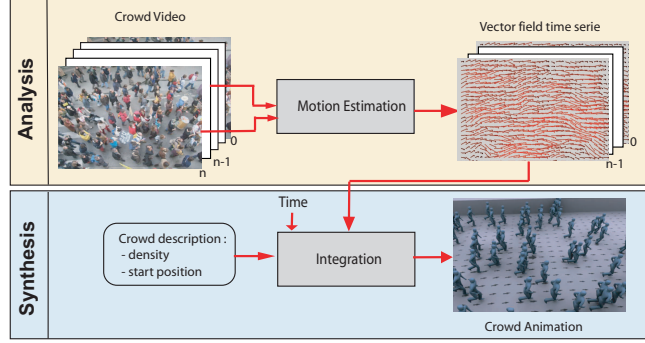 Crowd Video
Vector field time serie
Analysis
Motion Estimation
0
n-1
n
0
n-1
Synthesis
Time
Crowd description :
- density
- start position
Integration
Crowd Animation